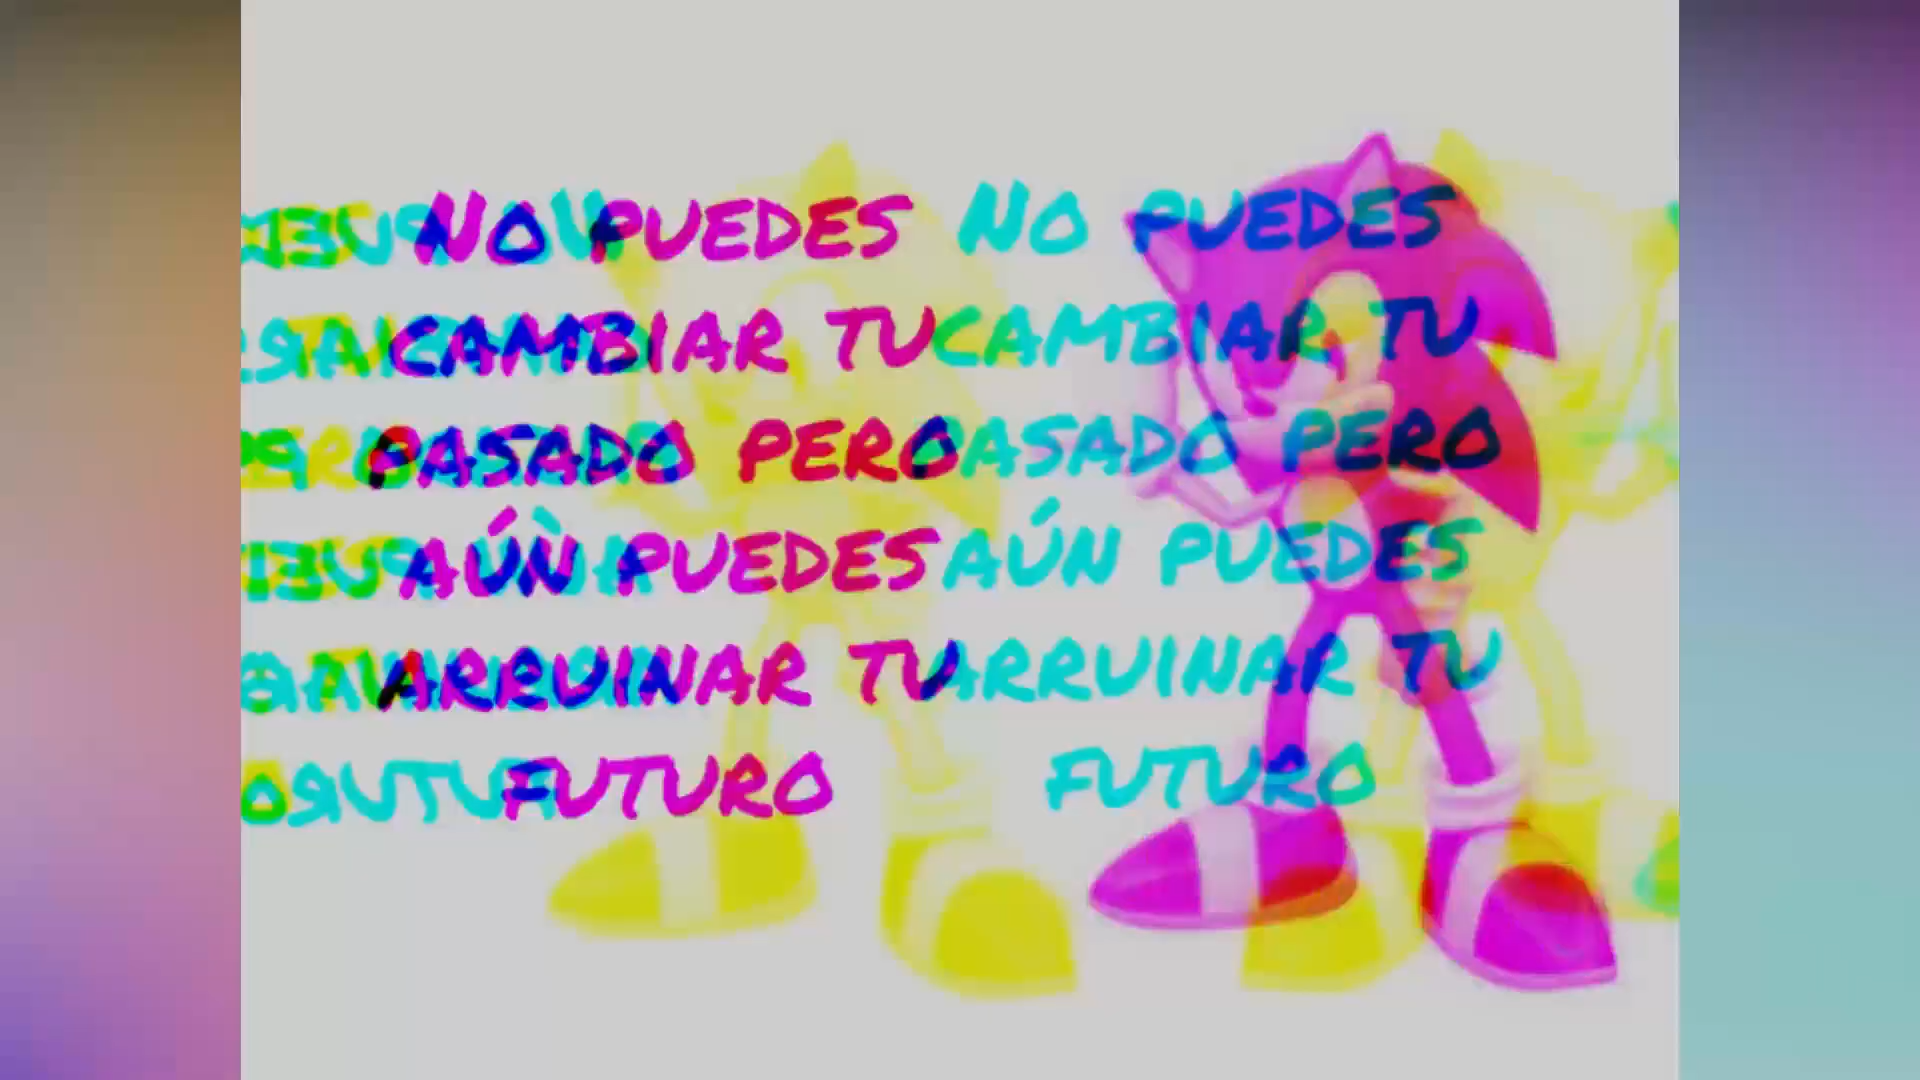 No PUEDES
CAMBIAR TU
PASADO PERO
AÚN PUEDES
ARRUINAR TU
FUTURO
No PUEDES
CAMBIAR TU
PASADO PERO
AÚN PUEDES
ARRUINAR TU
FUTURO